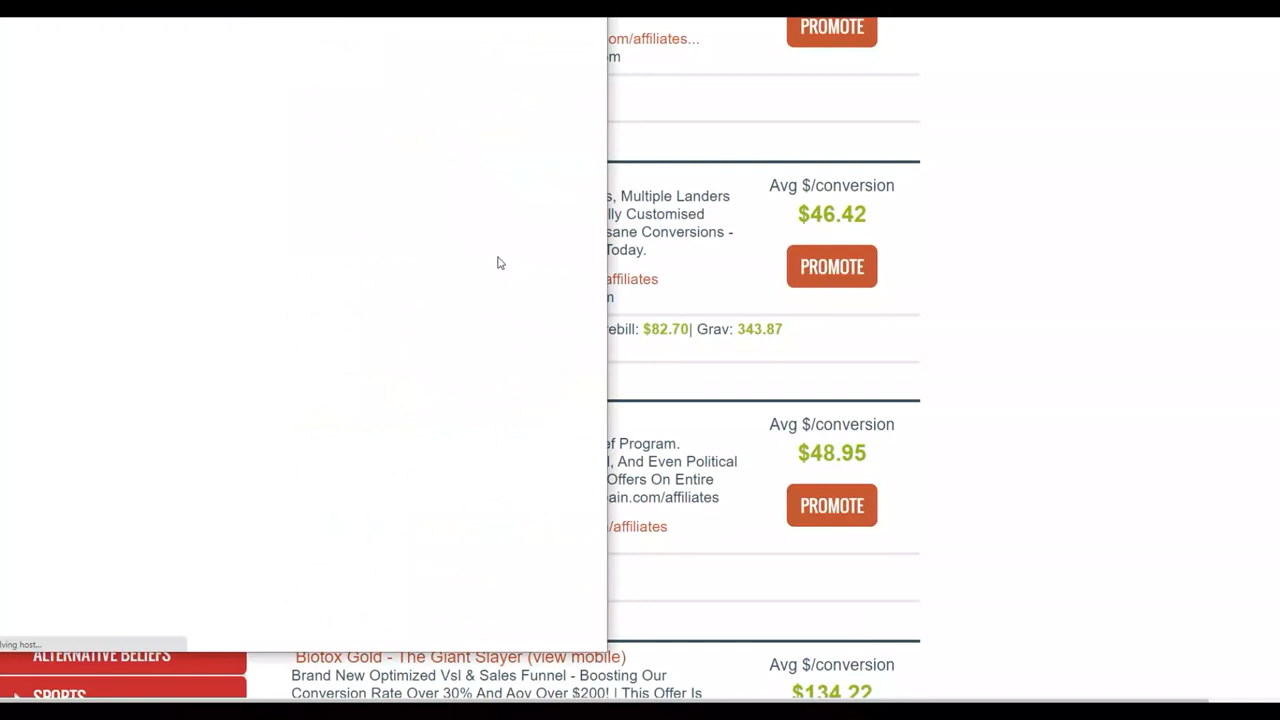 om/affiliates...
PROMOTE
om
s, Multiple Landers
lly Customised
sane Conversions -
Today.
affiliates
m
Avg $/conversion
$46.42
PROMOTE
ebill: $82.70| Grav: 343.87
ef Program.
l, And Even Political
Offers On Entire
ain.com/affiliates
/affiliates
Avg $/conversion
$48.95
PROMOTE
lving host...
ALTERNATIVE BELIEFS
SPORTS
Biotox Gold - The Giant Slayer (view mobile)
Brand New Optimized Vsl & Sales Funnel - Boosting Our
Conversion Rate Over 30% And Aov Over $200! | This Offer Is
Avg $/conversion
$134.22